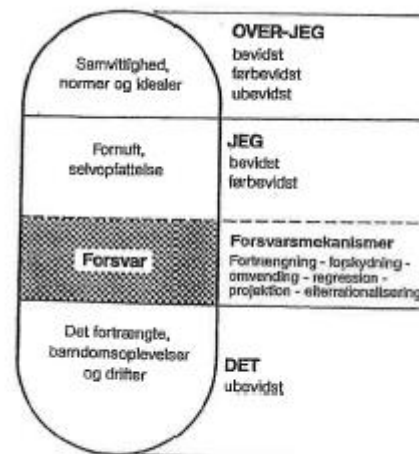 OVER-JEG
Samvittighed,
normer og idealer
bevidst
førbevidst
ubevidst
Fornuft,
selvopfattelse
JEG
bevidst
førbevidst
Forsvar
Forsvarsmekanismer
Fortrængning - forskydning -
omvending - regression -
projektion - efterrationalisering
Det fortrængte,
barndomsoplevelser
og drifter
DET
ubevidst